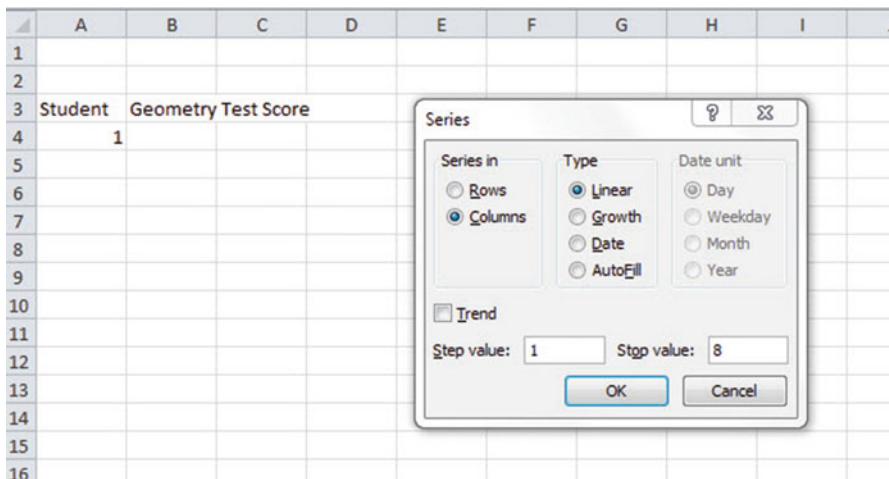 A B C D E F G H I
1
2
3 Student Geometry Test Score
4 1
5
6
7
8
9
10
11
12
13
14
15
16
Series
Series in Type Date unit
Rows Linear Day
Columns Growth Weekday
Date Month
AutoFill Year
Trend
Step value: 1 Stop value: 8
OK Cancel